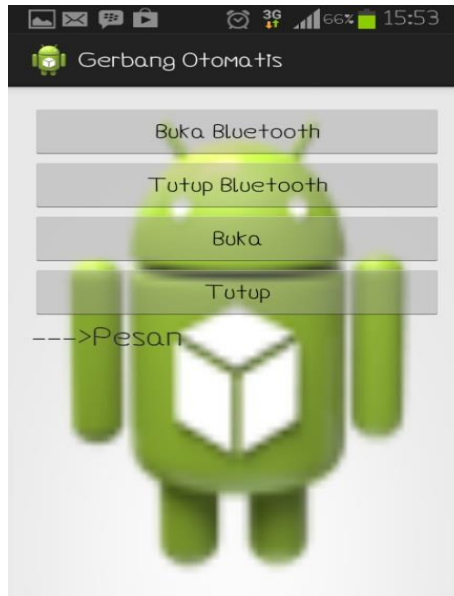 3G 66% 15:53
Gerbang Otomatis
Buka Bluetooth
Tutup Bluetooth
Buka
Tutup
--->Pesan